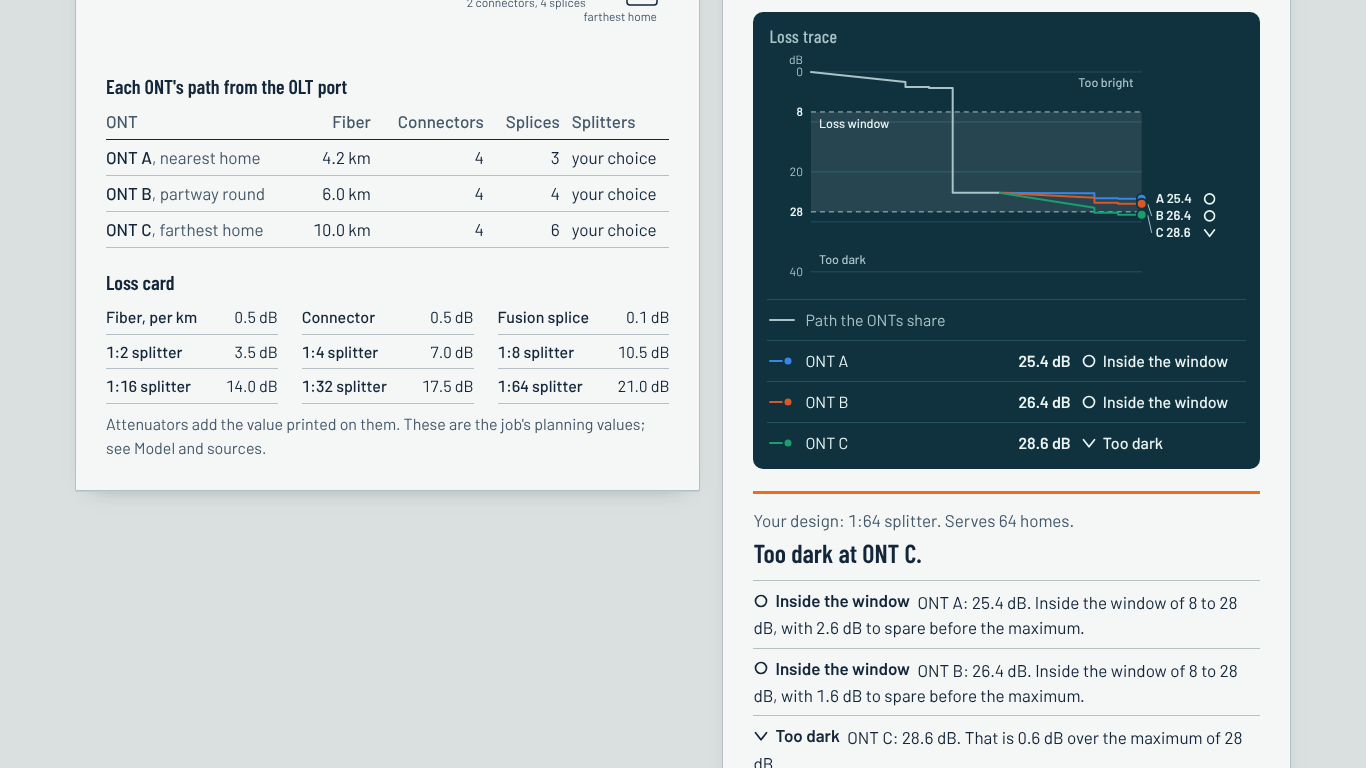 2 connectors, 4 splices
farthest home
Each ONT's path from the OLT port
ONT Fiber Connectors Splices Splitters
ONT A, nearest home 4.2 km 4 3 your choice
ONT B, partway round 6.0 km 4 4 your choice
ONT C, farthest home 10.0 km 4 6 your choice
Loss card
Fiber, per km 0.5 dB Connector 0.5 dB Fusion splice 0.1 dB
1:2 splitter 3.5 dB 1:4 splitter 7.0 dB 1:8 splitter 10.5 dB
1:16 splitter 14.0 dB 1:32 splitter 17.5 dB 1:64 splitter 21.0 dB
Attenuators add the value printed on them. These are the job's planning values;
see Model and sources.
Loss trace
dB
0
Too bright
8
Loss window
20
28
A 25.4
B 26.4
C 28.6
Too dark
40
Path the ONTs share
ONT A 25.4 dB Inside the window
ONT B 26.4 dB Inside the window
ONT C 28.6 dB Too dark
Your design: 1:64 splitter. Serves 64 homes.
Too dark at ONT C.
Inside the window ONT A: 25.4 dB. Inside the window of 8 to 28
dB, with 2.6 dB to spare before the maximum.
Inside the window ONT B: 26.4 dB. Inside the window of 8 to 28
dB, with 1.6 dB to spare before the maximum.
Too dark ONT C: 28.6 dB. That is 0.6 dB over the maximum of 28
dB.